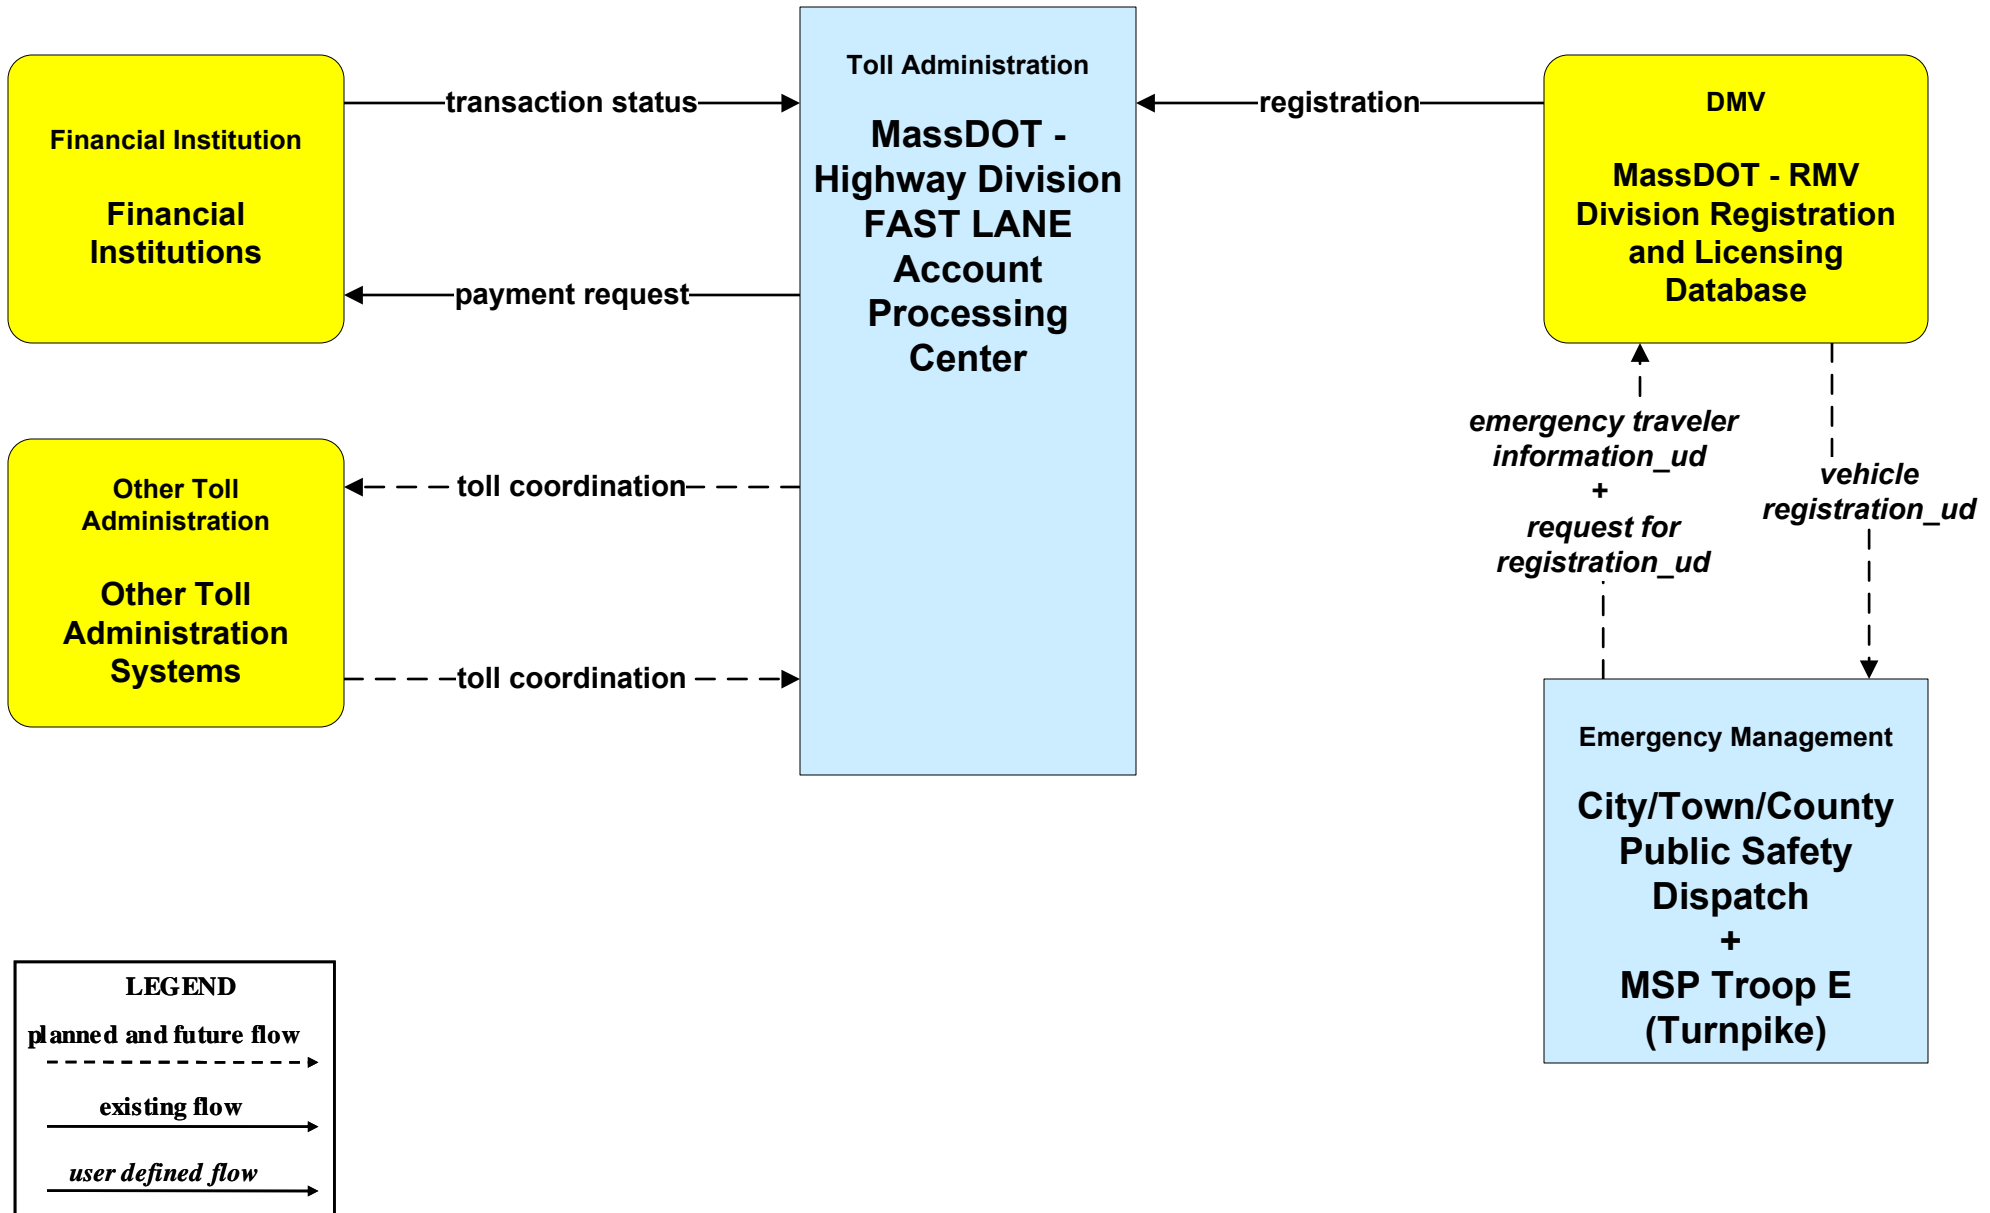 Financial Institution
Financial
Institutions
transaction status
payment request
Toll Administration
MassDOT -
Highway Division
FAST LANE
Account
Processing
Center
registration
DMV
MassDOT - RMV
Division Registration
and Licensing
Database
Other Toll
Administration
Other Toll
Administration
Systems
toll coordination
toll coordination
emergency traveler
information_ud
+
request for
registration_ud
vehicle
registration_ud
Emergency Management
City/Town/County
Public Safety
Dispatch
+
MSP Troop E
(Turnpike)
LEGEND
planned and future flow
existing flow
user defined flow